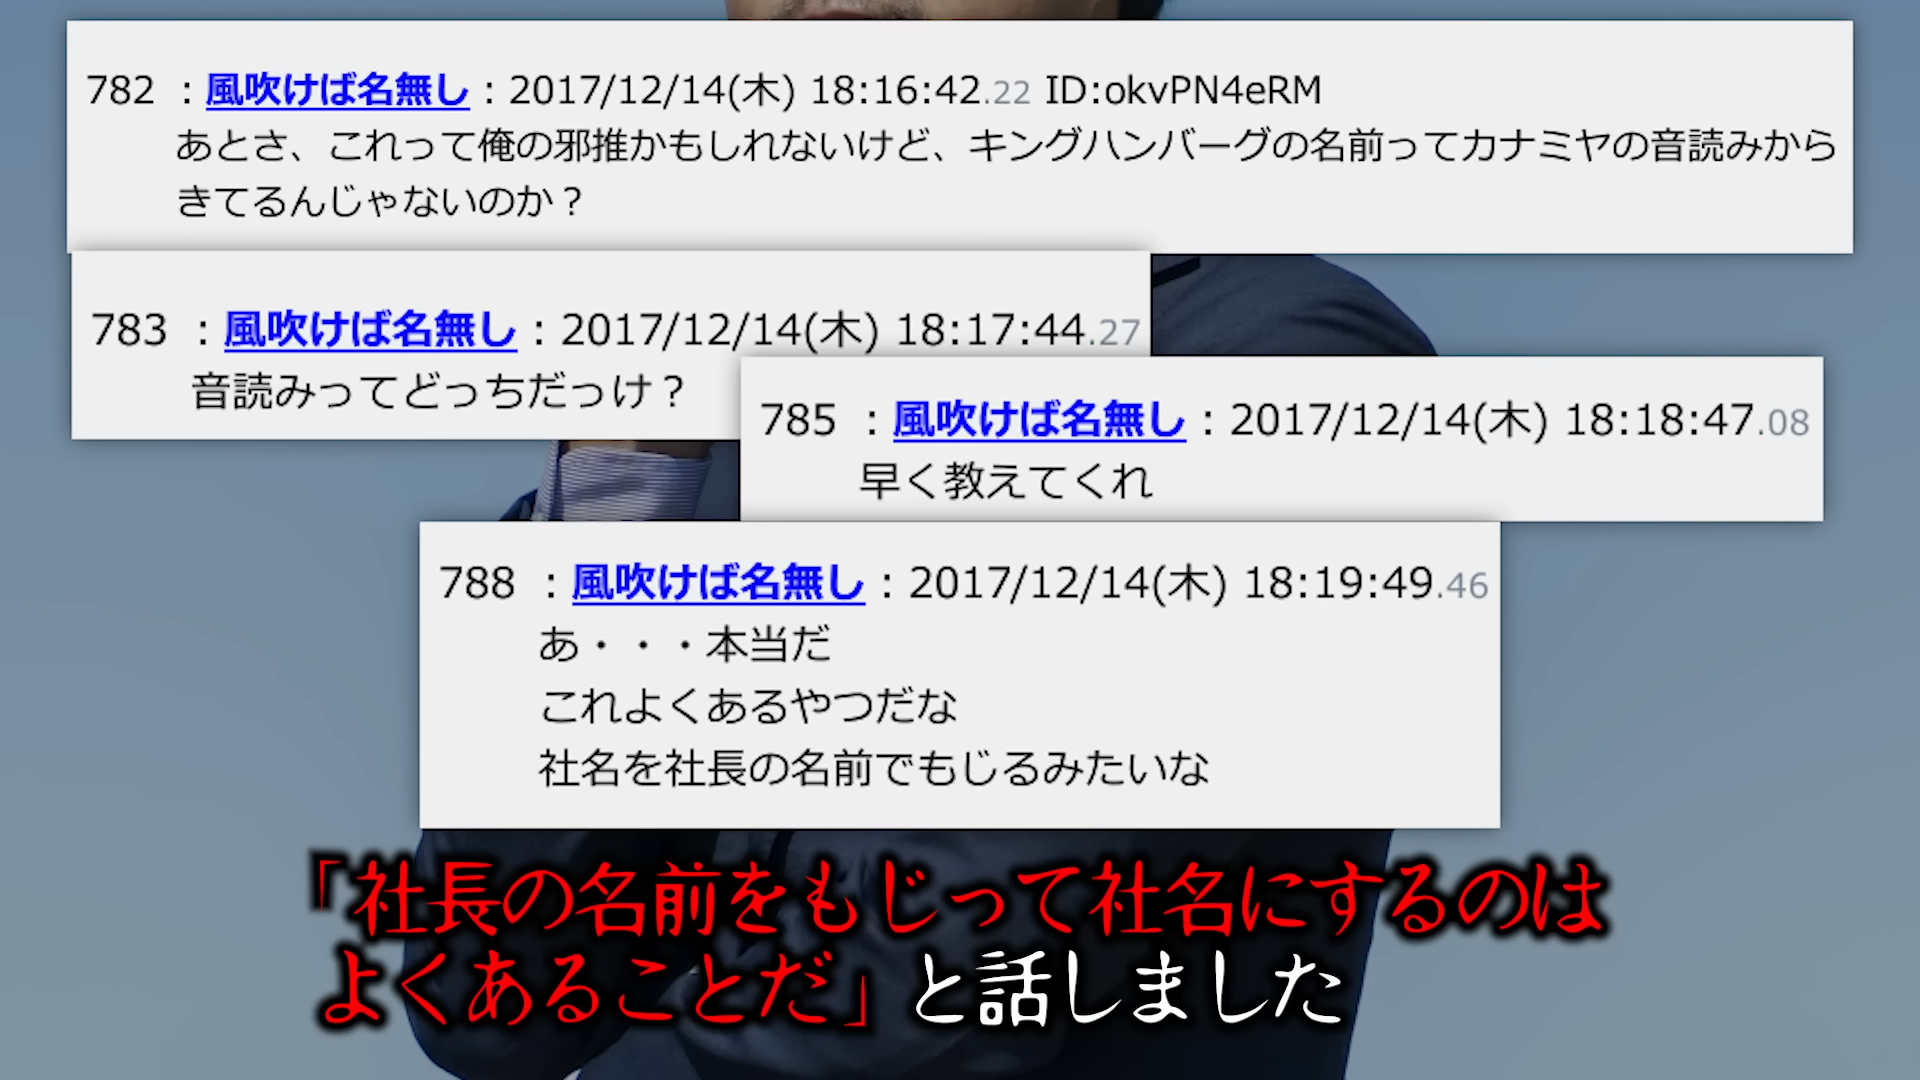 782 ：風吹けば名無し：2017/12/14(木) 18:16:42.22 ID:okvPN4eRM
あとさ、これって俺の邪推かもしれないけど、キングハンバーグの名前ってカナミヤの音読みから
きてるんじゃないのか？
783 ：風吹けば名無し：2017/12/14(木) 18:17:44.27
音読みってどっちだっけ？
785 ：風吹けば名無し：2017/12/14(木) 18:18:47.08
早く教えてくれ
788 ：風吹けば名無し：2017/12/14(木) 18:19:49.46
あ・・・本当だ
これよくあるやつだな
社名を社長の名前でもじるみたいな
「社長の名前をもじって社名にするのは
よくあることだ」と話しました